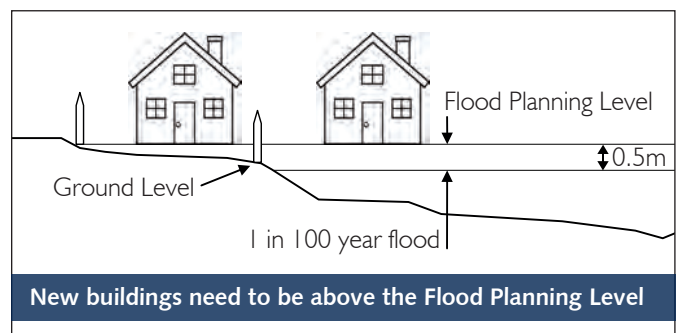 Flood Planning Level
0.5m
Ground Level
1 in 100 year flood
New buildings need to be above the Flood Planning Level